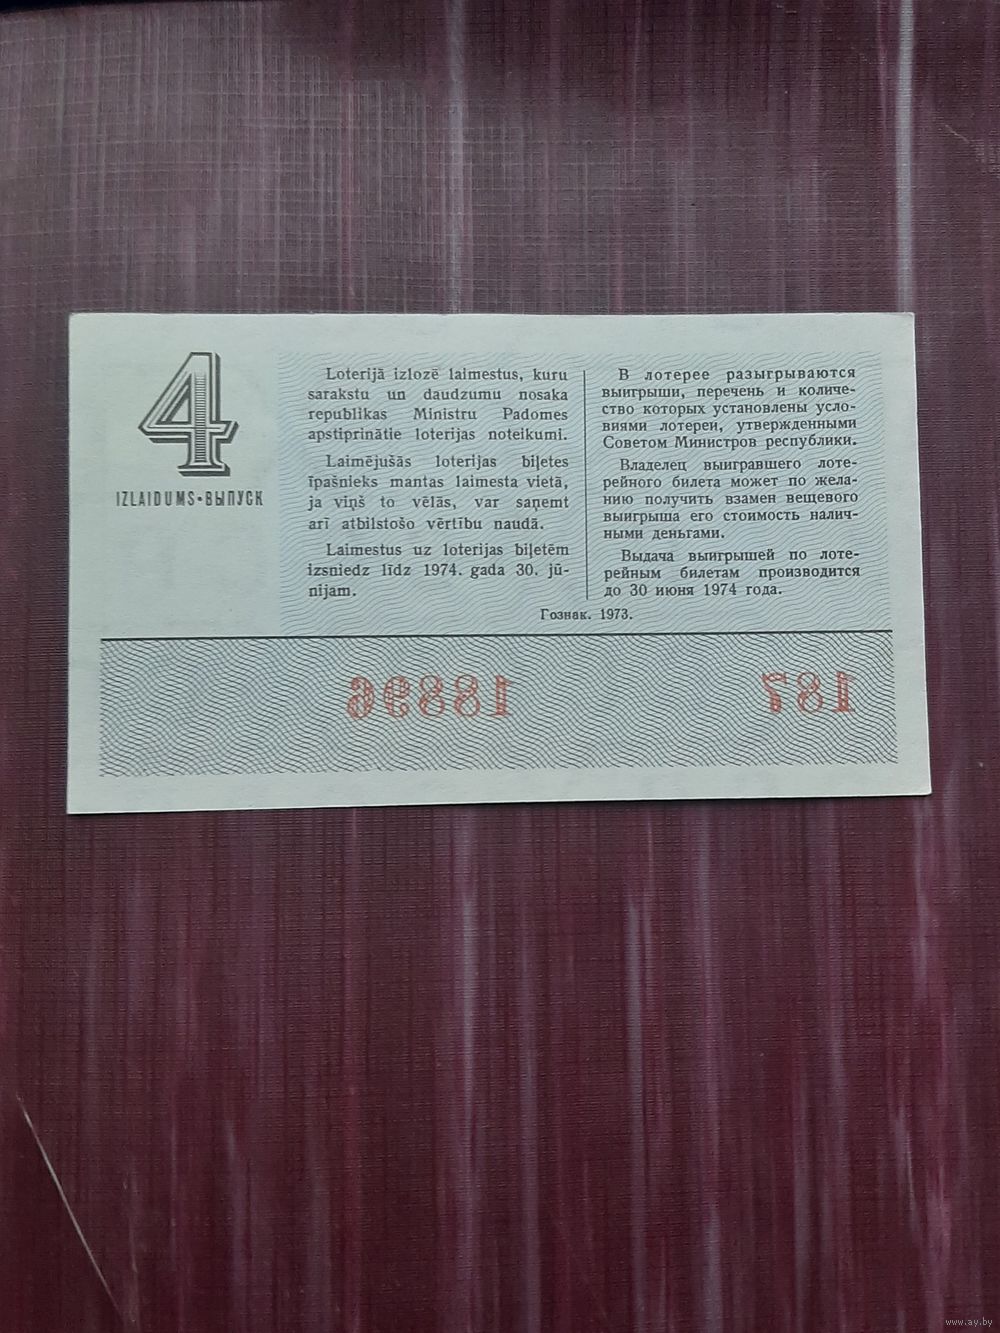 4
IZLAIDUMS•ВЫПУСК
Loterijā izlozē laimestus, kuru
sarakstu un daudzumu nosaka
republikas Ministru Padomes
apstiprinātie loterijas noteikumi.
Laimējušās loterijas biļetes
īpašnieks mantas laimesta vietā,
ja viņš to vēlās, var saņemt
arī atbilstošo vērtību naudā.
Laimestus uz loterijas biļetēm
izsniedz līdz 1974. gada 30. jū-
nijam.
В лотерее разыгрываются
выигрыши, перечень и количе-
ство которых установлены усло-
виями лотереи, утвержденными
Советом Министров республики.
Владелец выигравшего лоте-
рейного билета может по жела-
нию получить взамен вещевого
выигрыша его стоимость налич-
ными деньгами.
Выдача выигрышей по лоте-
рейным билетам производится
до 30 июня 1974 года.
Гознак. 1973.
18896 187
www.ay.by